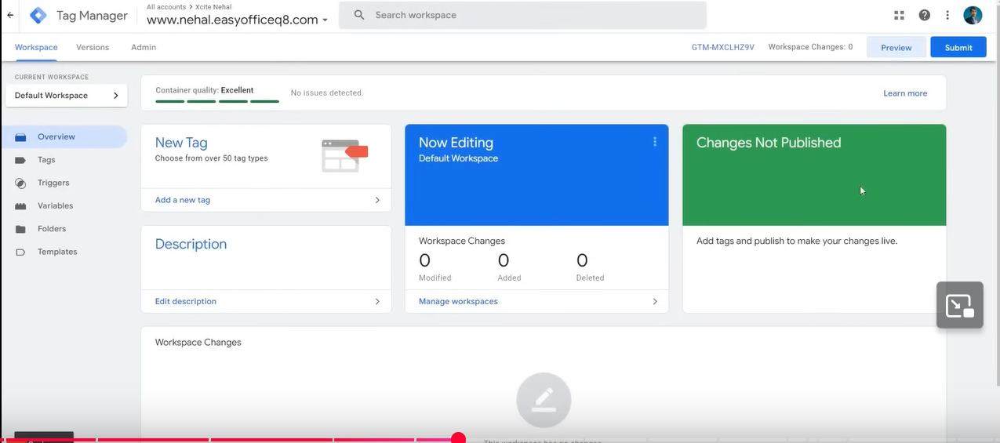 All accounts > Xcite Nehal
Tag Manager
www.nehal.easyofficeq8.com
Search workspace
Workspace
Versions
Admin
GTM-MXCLHZ9V
Workspace Changes: 0
Preview
Submit
CURRENT WORKSPACE
Default Workspace
Overview
Tags
Triggers
Variables
Folders
Templates
Container quality: Excellent
No issues detected.
Learn more
New Tag
Choose from over 50 tag types
Add a new tag
Description
Edit description
Now Editing
Default Workspace
Workspace Changes
0 0 0
Modified Added Deleted
Manage workspaces
Changes Not Published
Add tags and publish to make your changes live.
Workspace Changes
This workspace has no changes.